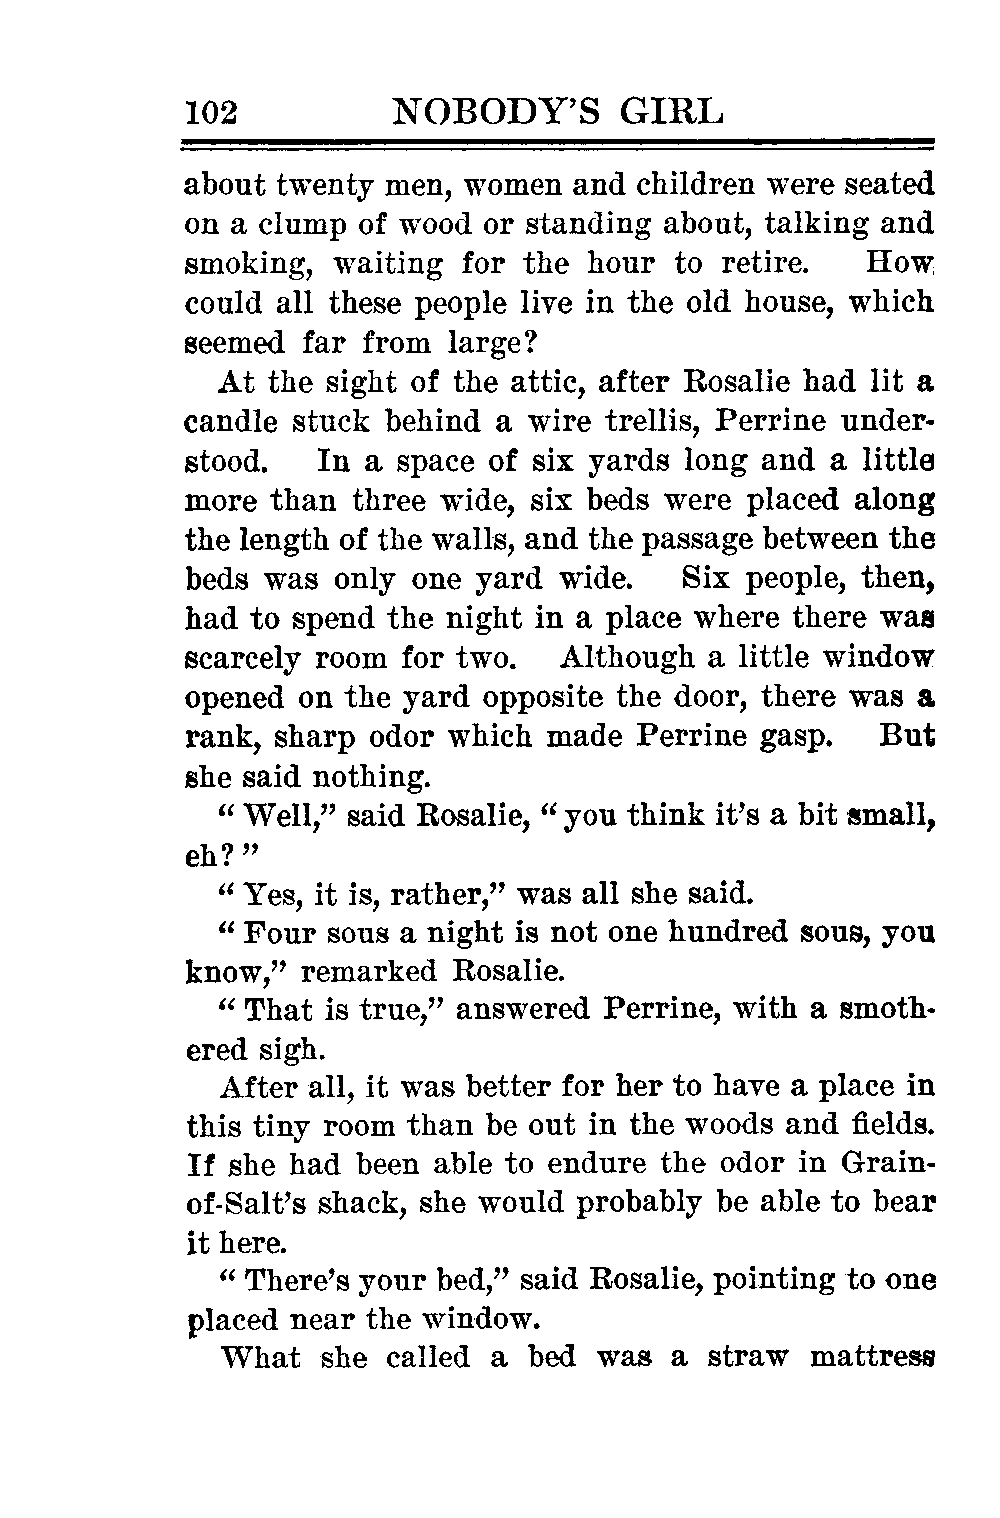 102 NOBODY'S GIRL
about twenty men, women and children were seated
on a clump of wood or standing about, talking and
smoking, waiting for the hour to retire. How
could all these people live in the old house, which
seemed far from large?
At the sight of the attic, after Rosalie had lit a
candle stuck behind a wire trellis, Perrine under-
stood. In a space of six yards long and a little
more than three wide, six beds were placed along
the length of the walls, and the passage between the
beds was only one yard wide. Six people, then,
had to spend the night in a place where there was
scarcely room for two. Although a little window
opened on the yard opposite the door, there was a
rank, sharp odor which made Perrine gasp. But
she said nothing.
“ Well,” said Rosalie, “ you think it's a bit small,
eh? ”
“ Yes, it is, rather,” was all she said.
“ Four sous a night is not one hundred sous, you
know,” remarked Rosalie.
“ That is true,” answered Perrine, with a smoth-
ered sigh.
After all, it was better for her to have a place in
this tiny room than be out in the woods and fields.
If she had been able to endure the odor in Grain-
of-Salt's shack, she would probably be able to bear
it here.
“ There's your bed,” said Rosalie, pointing to one
placed near the window.
What she called a bed was a straw mattress